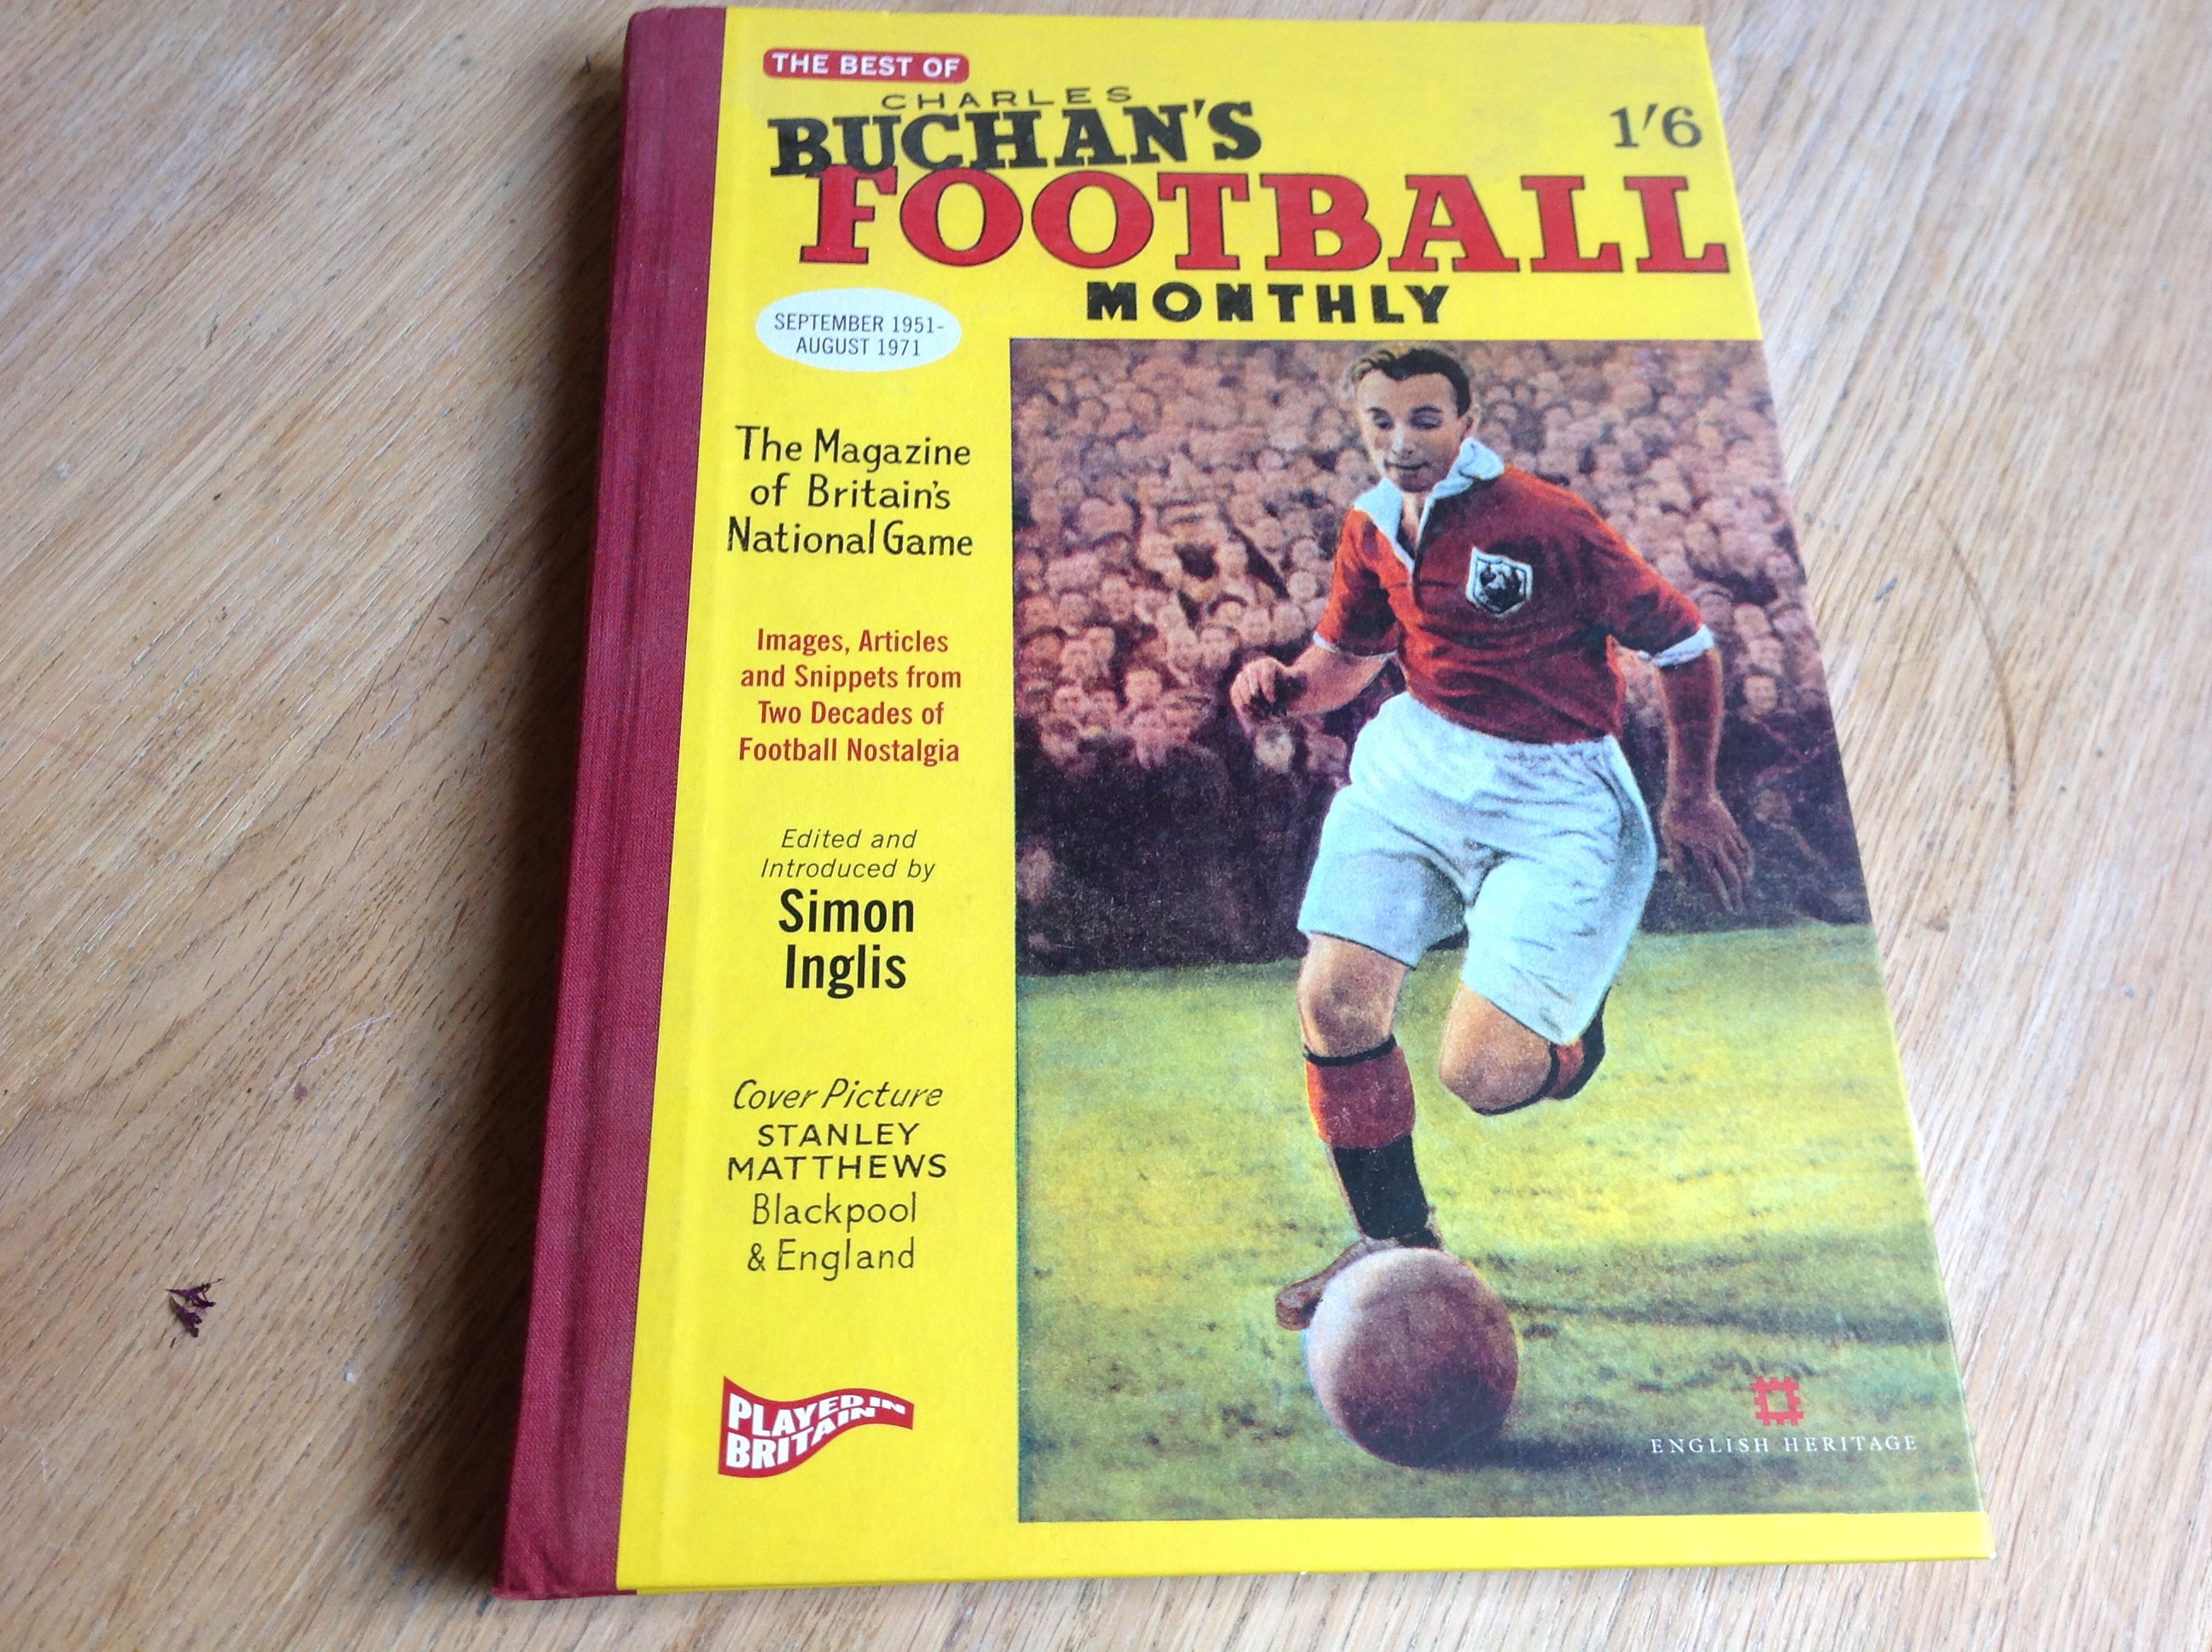 THE BEST OF
CHARLES
BUCHAN'S
1'6
FOOTBALL
MONTHLY
SEPTEMBER 1951-
AUGUST 1971
The Magazine
of Britain's
National Game
Images, Articles
and Snippets from
Two Decades of
Football Nostalgia
Edited and
Introduced by
Simon
Inglis
Cover Picture
STANLEY
MATTHEWS
Blackpool
& England
PLAYED IN
BRITAIN
ENGLISH HERITAGE